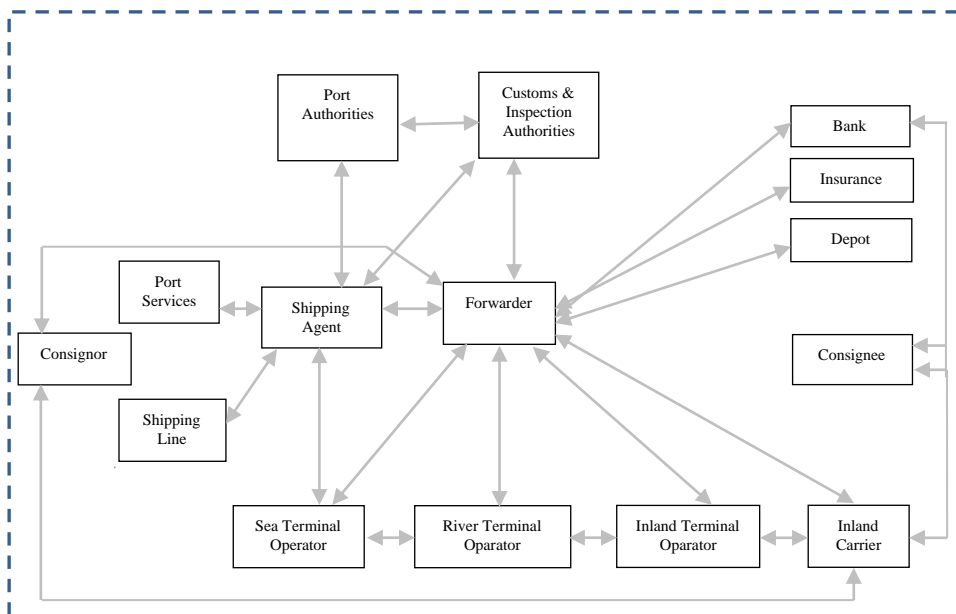 Port
Authorities
Customs &
Inspection
Authorities
Bank
Insurance
Depot
Port
Services
Shipping
Agent
Forwarder
Consignor
Consignee
Shipping
Line
Sea Terminal
Operator
River Terminal
Oparator
Inland Terminal
Oparator
Inland
Carrier